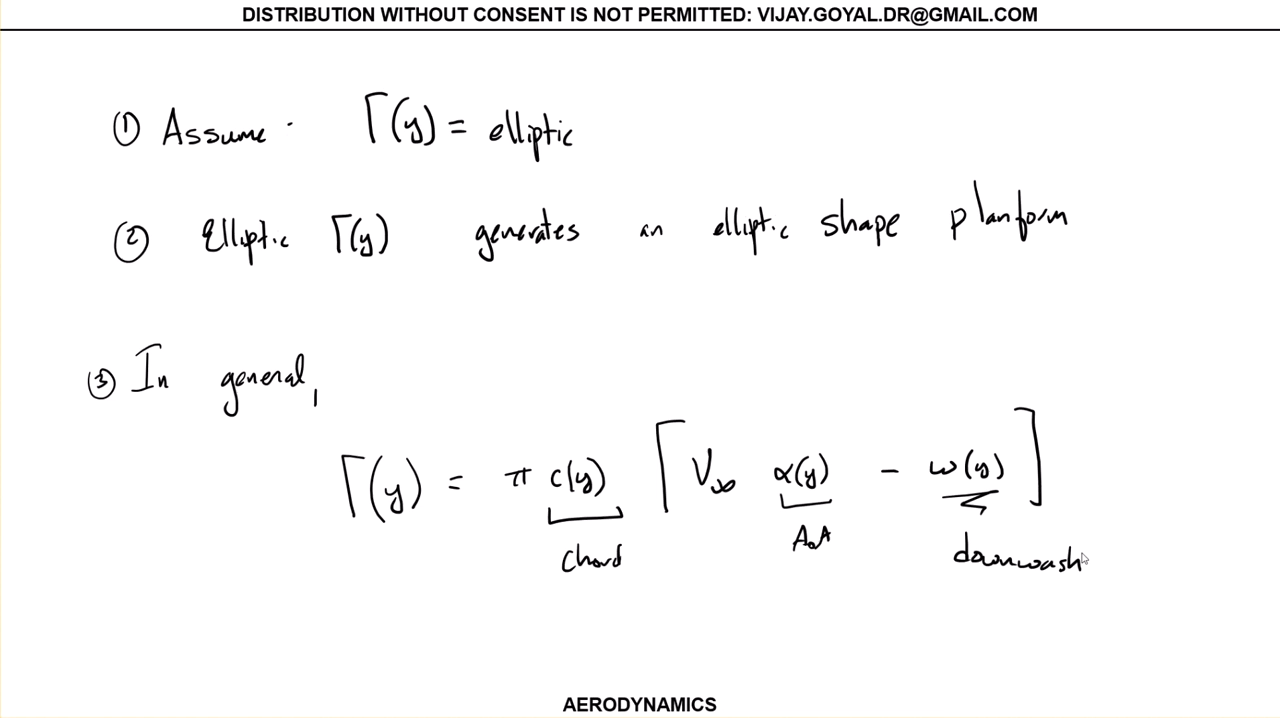 DISTRIBUTION WITHOUT CONSENT IS NOT PERMITTED: VIJAY.GOYAL.DR@GMAIL.COM
① Assume · Γ(y) = elliptic
② Elliptic Γ(y) generates an elliptic shape planform
③ In general,
Γ(y) = π c(y) [ V∞ α(y) - w(y) ]
chord AoA downwash
AERODYNAMICS